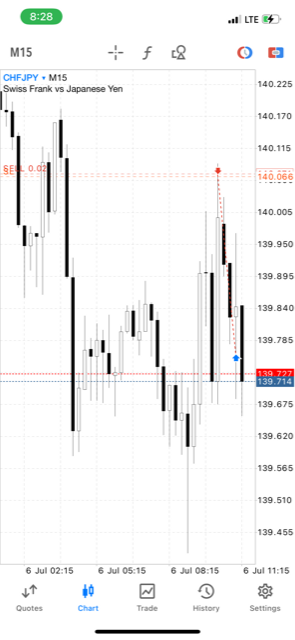 8:28
LTE
M15
CHFJPY • M15
Swiss Frank vs Japanese Yen
140.225
140.170
140.115
SELL 0.02
140.066
140.005
139.950
139.895
139.840
139.785
139.727
139.714
139.675
139.620
139.565
139.510
139.455
6 Jul 02:15 6 Jul 05:15 6 Jul 08:15 6 Jul 11:15
Quotes Chart Trade History Settings